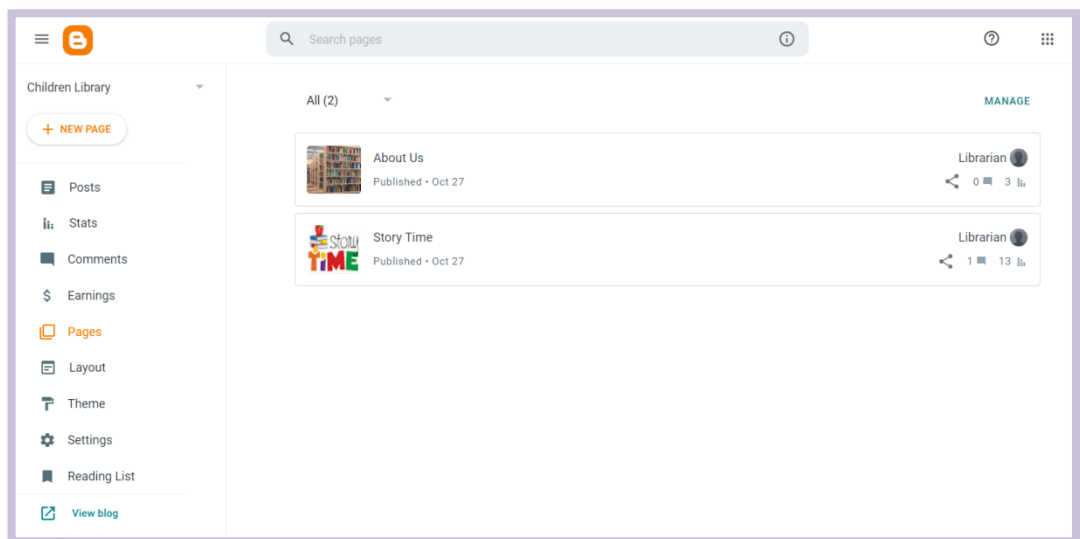 Search pages
Children Library
NEW PAGE
Posts
Stats
Comments
Earnings
Pages
Layout
Theme
Settings
Reading List
View blog
All (2)
MANAGE
About Us
Librarian
Published • Oct 27
0 3
Story TIME
Story Time
Librarian
Published • Oct 27
1 13